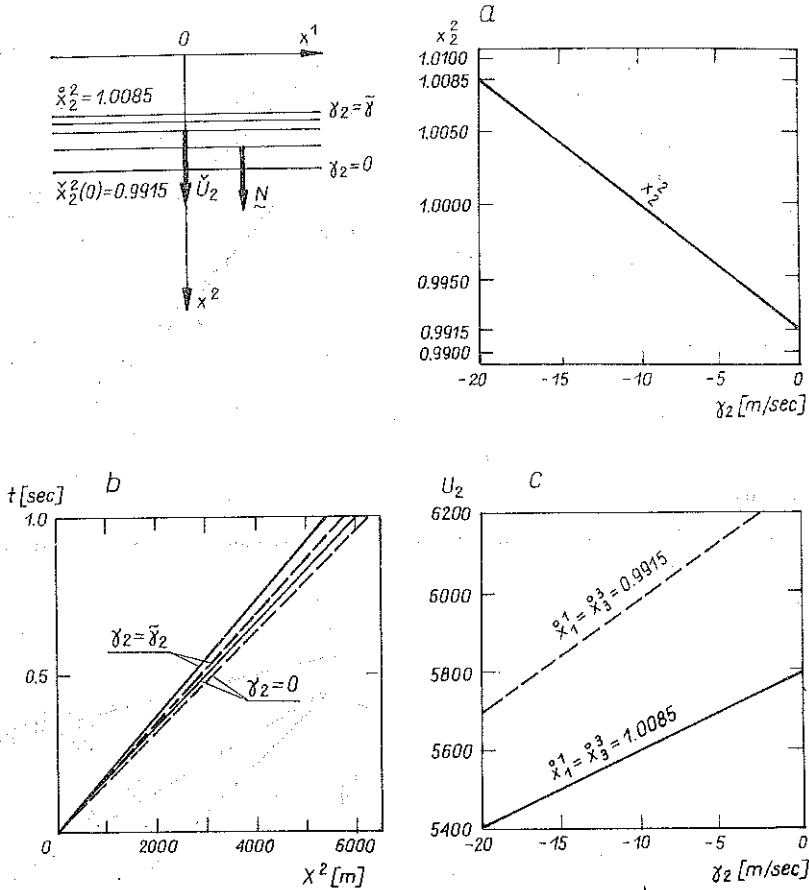 0
x¹
x̊₂²=1.0085
γ₂=γ̃
γ₂=0
x̌₂²(0)=0.9915
Ǔ₂
N̰
x²
a
x₂²
1.0100
1.0085
1.0050
1.0000
0.9950
0.9915
0.9900
x₂²
-20
-15
-10
-5
0
γ₂ [m/sec]
b
t [sec]
1.0
0.5
γ₂=γ̃₂
γ₂=0
0
2000
4000
6000
X² [m]
c
U₂
6200
6000
5800
5600
5400
x̊₁¹=x̊₃³=0.9915
x̊₁¹=x̊₃³=1.0085
-20
-15
-10
-5
0
γ₂ [m/sec]